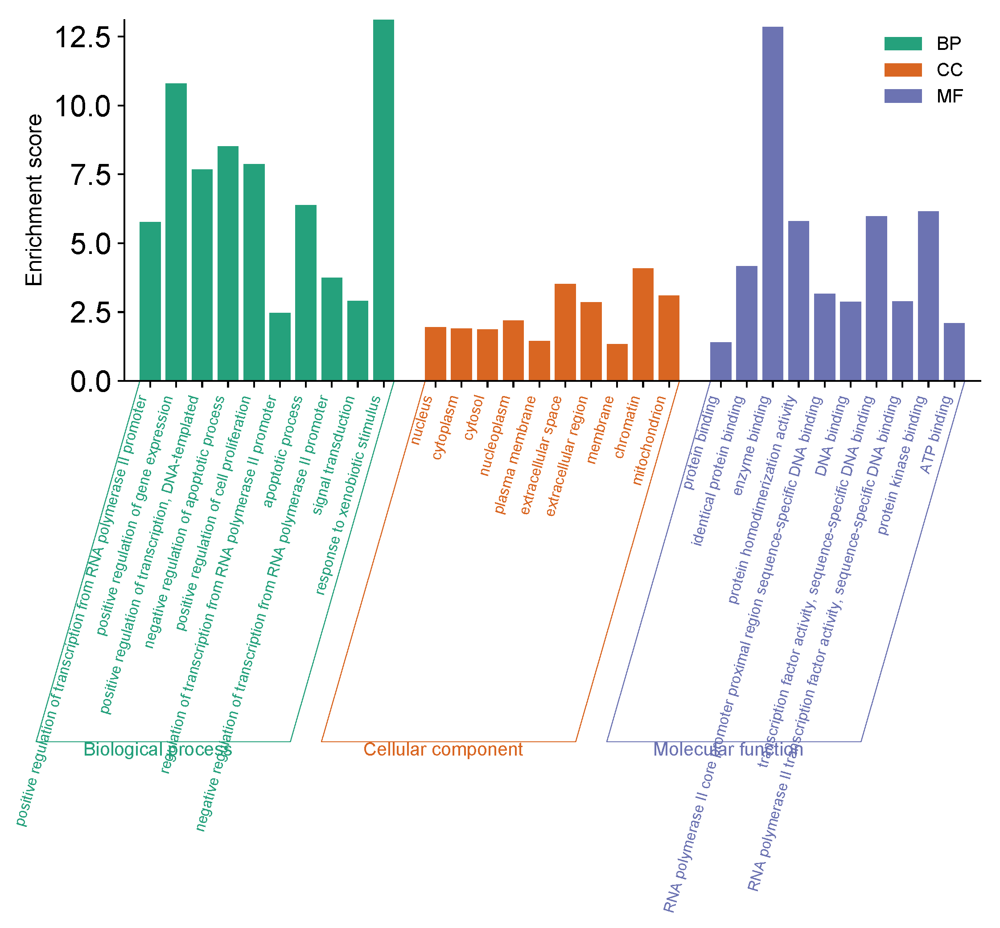 12.5
10.0
7.5
5.0
2.5
0.0
Enrichment score
BP
CC
MF
positive regulation of transcription from RNA polymerase II promoter
positive regulation of gene expression
positive regulation of transcription, DNA-templated
negative regulation of apoptotic process
positive regulation of cell proliferation
regulation of transcription from RNA polymerase II promoter
apoptotic process
negative regulation of transcription from RNA polymerase II promoter
signal transduction
response to xenobiotic stimulus
nucleus
cytoplasm
cytosol
nucleoplasm
plasma membrane
extracellular space
extracellular region
membrane
chromatin
mitochondrion
protein binding
identical protein binding
enzyme binding
protein homodimerization activity
RNA polymerase II core promoter proximal region sequence-specific DNA binding
DNA binding
transcription factor activity, sequence-specific DNA binding
RNA polymerase II transcription factor activity, sequence-specific DNA binding
protein kinase binding
ATP binding
Biological process
Cellular component
Molecular function